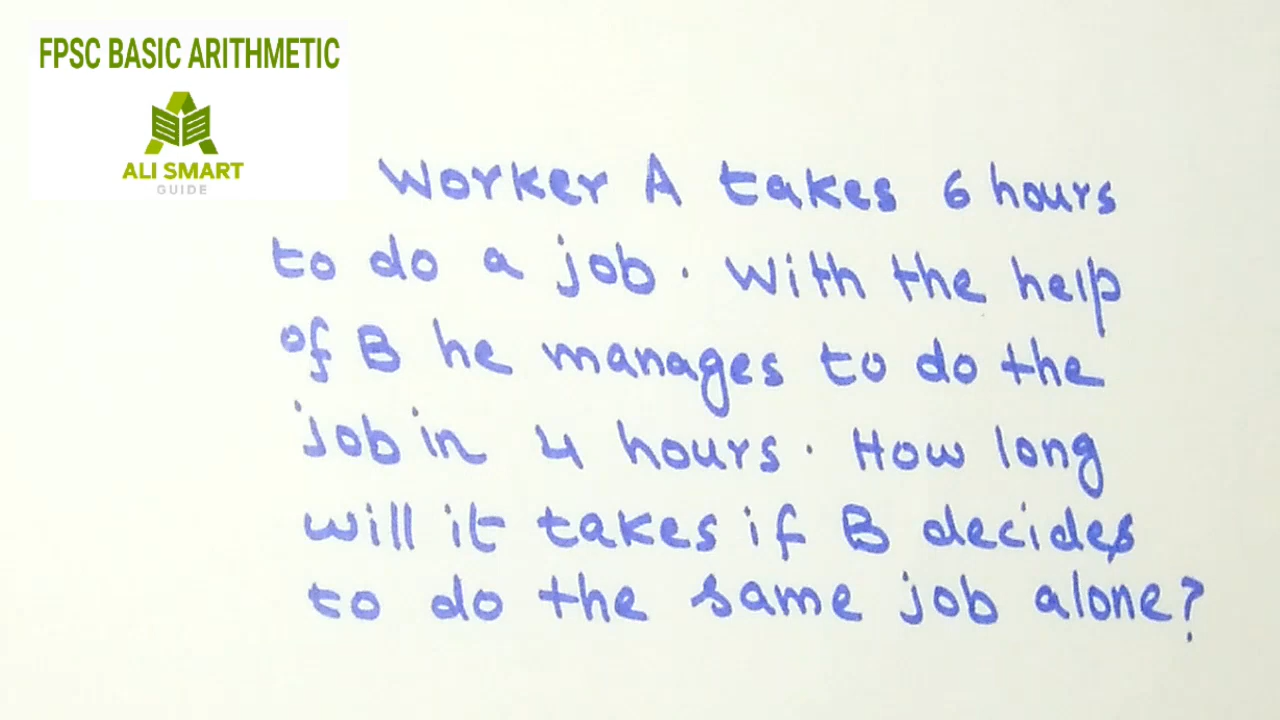 FPSC BASIC ARITHMETIC
ALI SMART
GUIDE
Worker A takes 6 hours
to do a job. With the help
of B he manages to do the
job in 4 hours. How long
will it takes if B decides
to do the same job alone?